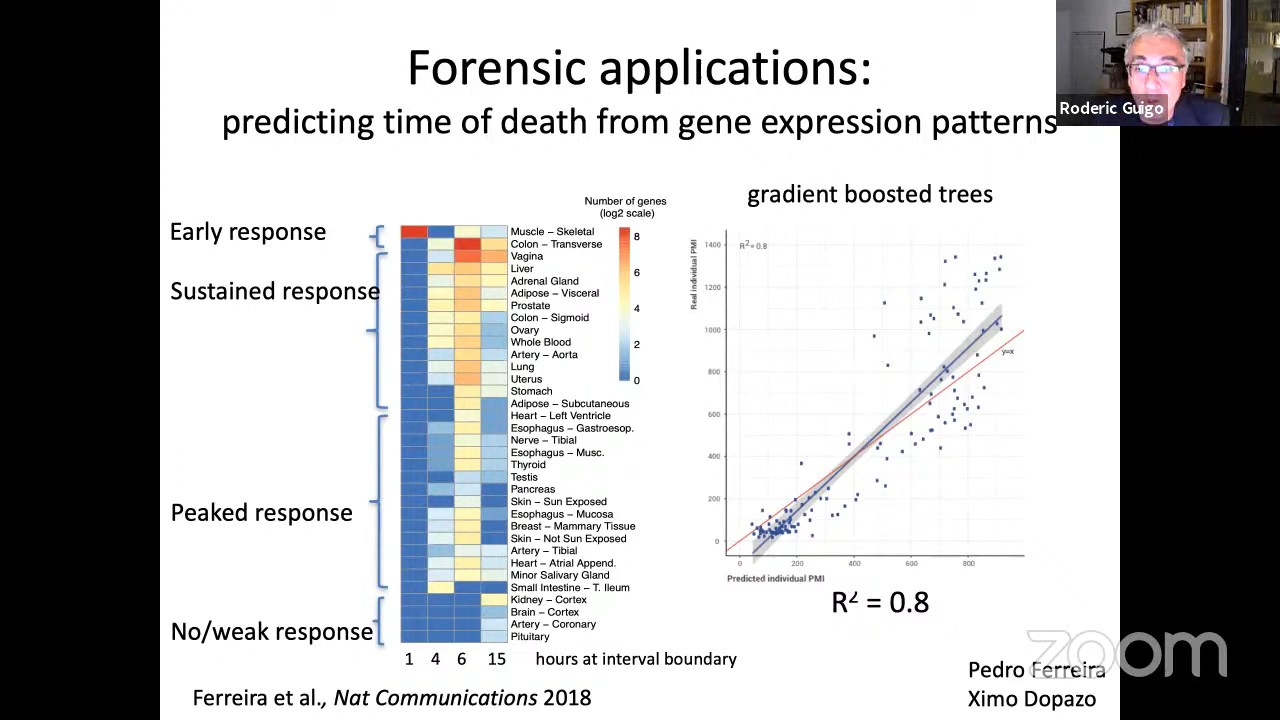 Forensic applications:
predicting time of death from gene expression patterns
Roderic Guigo
Early response
Sustained response
Peaked response
No/weak response
Number of genes
(log2 scale)
8
6
4
2
0
Muscle – Skeletal
Colon – Transverse
Vagina
Liver
Adrenal Gland
Adipose – Visceral
Prostate
Colon – Sigmoid
Ovary
Whole Blood
Artery – Aorta
Lung
Uterus
Stomach
Adipose – Subcutaneous
Heart – Left Ventricle
Esophagus – Gastroesop.
Nerve – Tibial
Esophagus – Musc.
Thyroid
Testis
Pancreas
Skin – Sun Exposed
Esophagus – Mucosa
Breast – Mammary Tissue
Skin – Not Sun Exposed
Artery – Tibial
Heart – Atrial Append.
Minor Salivary Gland
Small Intestine – T. Ileum
Kidney – Cortex
Brain – Cortex
Artery – Coronary
Pituitary
1 4 6 15 hours at interval boundary
gradient boosted trees
R²= 0.8
Real individual PMI
1400
1200
1000
800
600
400
200
0
y=x
0 200 400 600 800
Predicted individual PMI
R² = 0.8
zoom
Pedro Ferreira
Ximo Dopazo
Ferreira et al., Nat Communications 2018